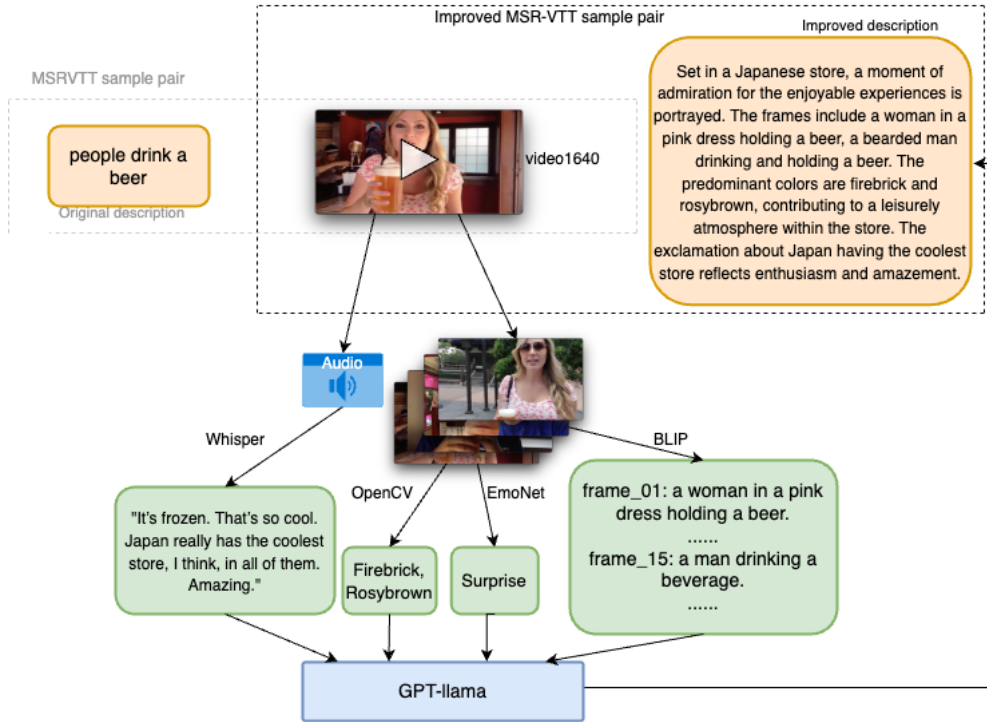 Improved MSR-VTT sample pair
Improved description
MSRVTT sample pair
people drink a
beer
Original description
video1640
Set in a Japanese store, a moment of
admiration for the enjoyable experiences is
portrayed. The frames include a woman in a
pink dress holding a beer, a bearded man
drinking and holding a beer. The
predominant colors are firebrick and
rosybrown, contributing to a leisurely
atmosphere within the store. The
exclamation about Japan having the coolest
store reflects enthusiasm and amazement.
Audio
Whisper
OpenCV
EmoNet
BLIP
"It's frozen. That's so cool.
Japan really has the coolest
store, I think, in all of them.
Amazing."
Firebrick,
Rosybrown
Surprise
frame_01: a woman in a pink
dress holding a beer.
......
frame_15: a man drinking a
beverage.
......
GPT-llama